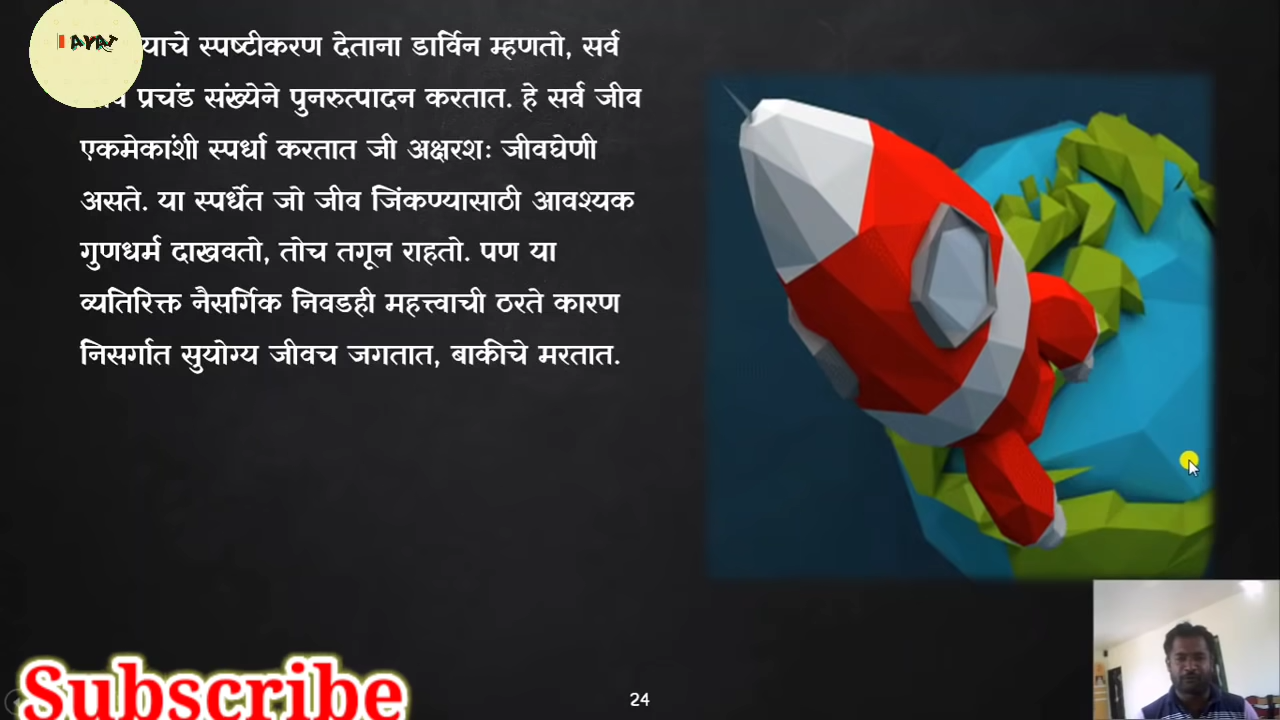 AYAT
याचे स्पष्टीकरण देताना डार्विन म्हणतो, सर्व
प्रचंड संख्येने पुनरुत्पादन करतात. हे सर्व जीव
एकमेकांशी स्पर्धा करतात जी अक्षरशः जीवघेणी
असते. या स्पर्धेत जो जीव जिंकण्यासाठी आवश्यक
गुणधर्म दाखवतो, तोच तगून राहतो. पण या
व्यतिरिक्त नैसर्गिक निवडही महत्त्वाची ठरते कारण
निसर्गात सुयोग्य जीवच जगतात, बाकीचे मरतात.
Subscribe
24